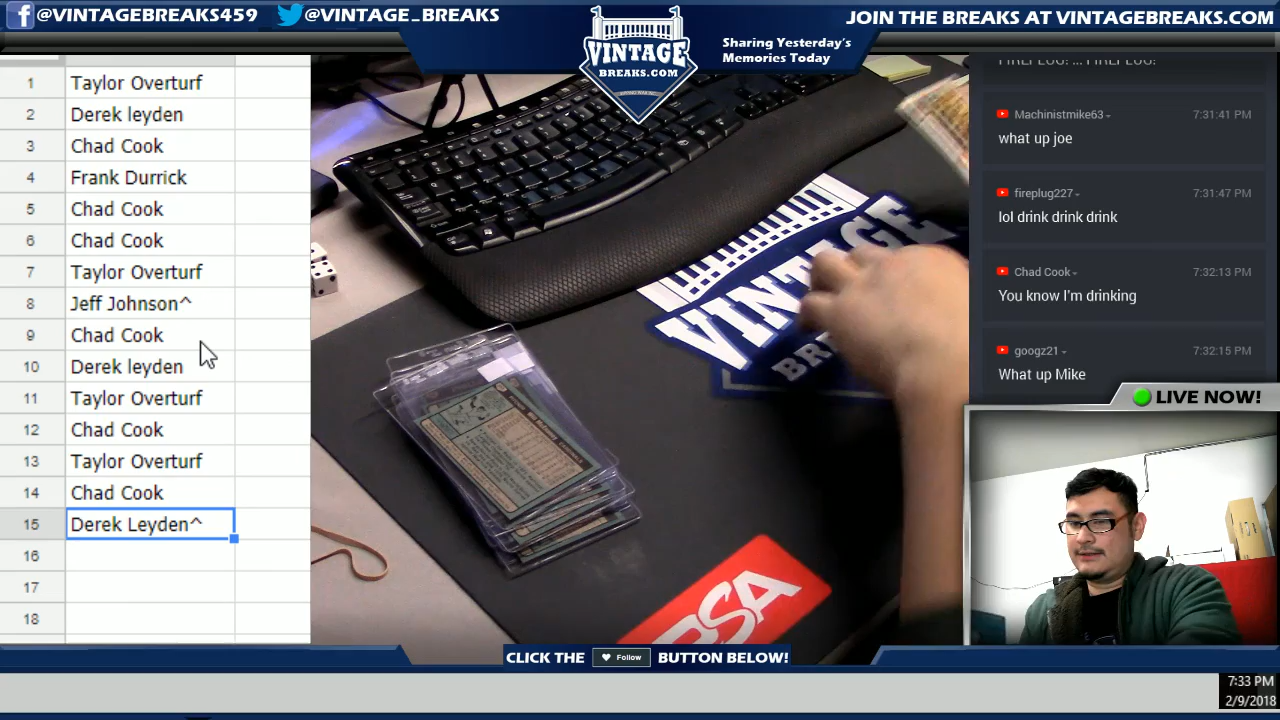 @VINTAGEBREAKS459
@VINTAGE_BREAKS
VINTAGE
BREAKS.COM
Sharing Yesterday's
Memories Today
JOIN THE BREAKS AT VINTAGEBREAKS.COM
1 Taylor Overturf
2 Derek leyden
3 Chad Cook
4 Frank Durrick
5 Chad Cook
6 Chad Cook
7 Taylor Overturf
8 Jeff Johnson^
9 Chad Cook
10 Derek leyden
11 Taylor Overturf
12 Chad Cook
13 Taylor Overturf
14 Chad Cook
15 Derek Leyden^
16
17
18
VINTAGE
PSA
Machinistmike63 7:31:41 PM
what up joe
fireplug227 7:31:47 PM
lol drink drink drink
Chad Cook 7:32:13 PM
You know I'm drinking
googz21 7:32:15 PM
What up Mike
LIVE NOW!
CLICK THE Follow BUTTON BELOW!
7:33 PM
2/9/2018